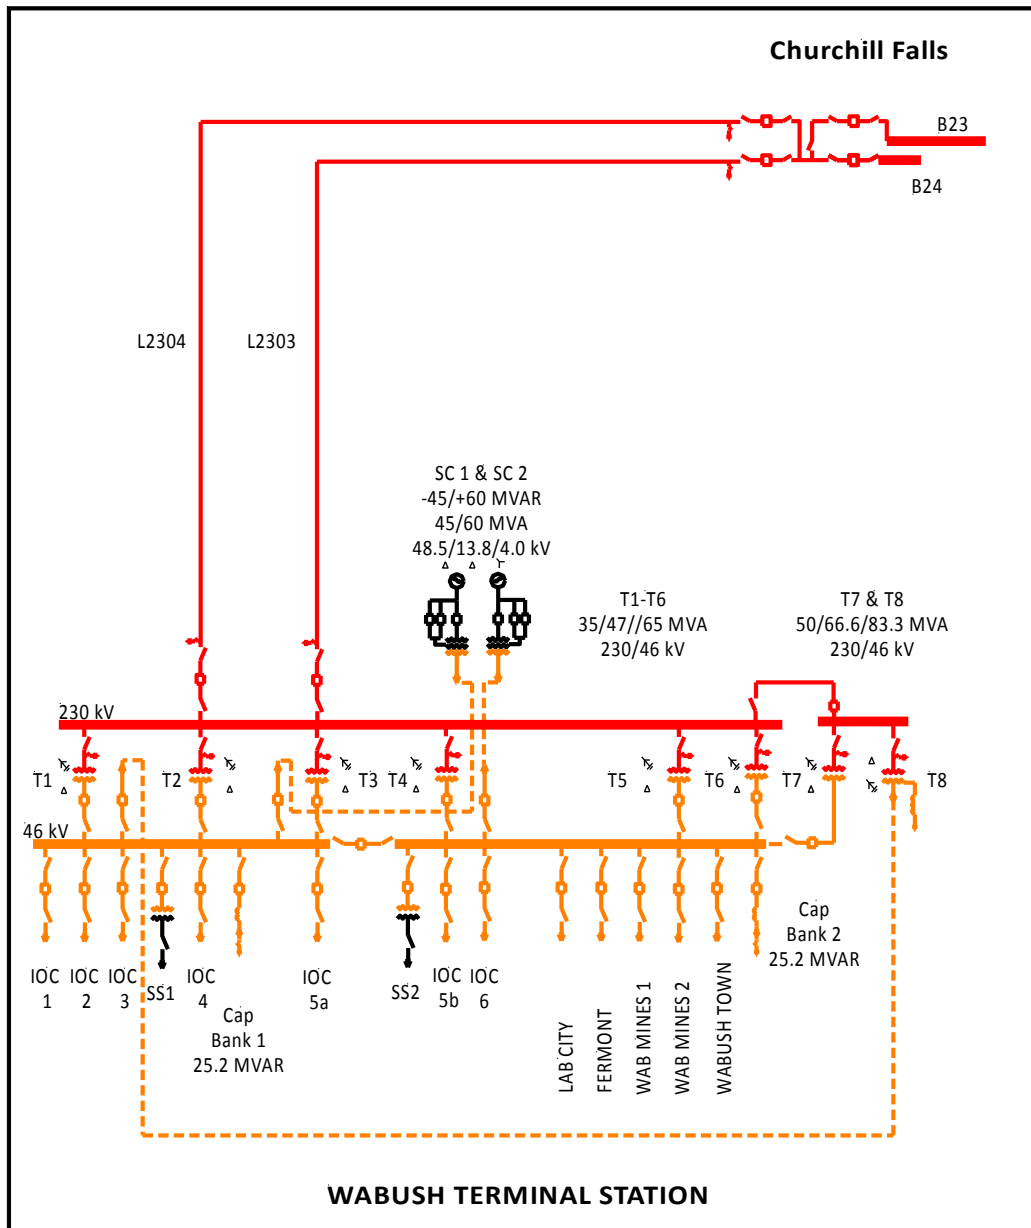 Churchill Falls
B23
B24
L2304
L2303
SC 1 & SC 2
-45/+60 MVAR
45/60 MVA
48.5/13.8/4.0 kV
T1-T6
35/47//65 MVA
230/46 kV
T7 & T8
50/66.6/83.3 MVA
230/46 kV
230 kV
T1
T2
T3
T4
T5
T6
T7
T8
46 kV
IOC
1
IOC
2
IOC
3
SS1
IOC
4
Cap
Bank 1
25.2 MVAR
IOC
5a
SS2
IOC
5b
IOC
6
LAB CITY
FERMONT
WAB MINES 1
WAB MINES 2
WABUSH TOWN
Cap
Bank 2
25.2 MVAR
WABUSH TERMINAL STATION